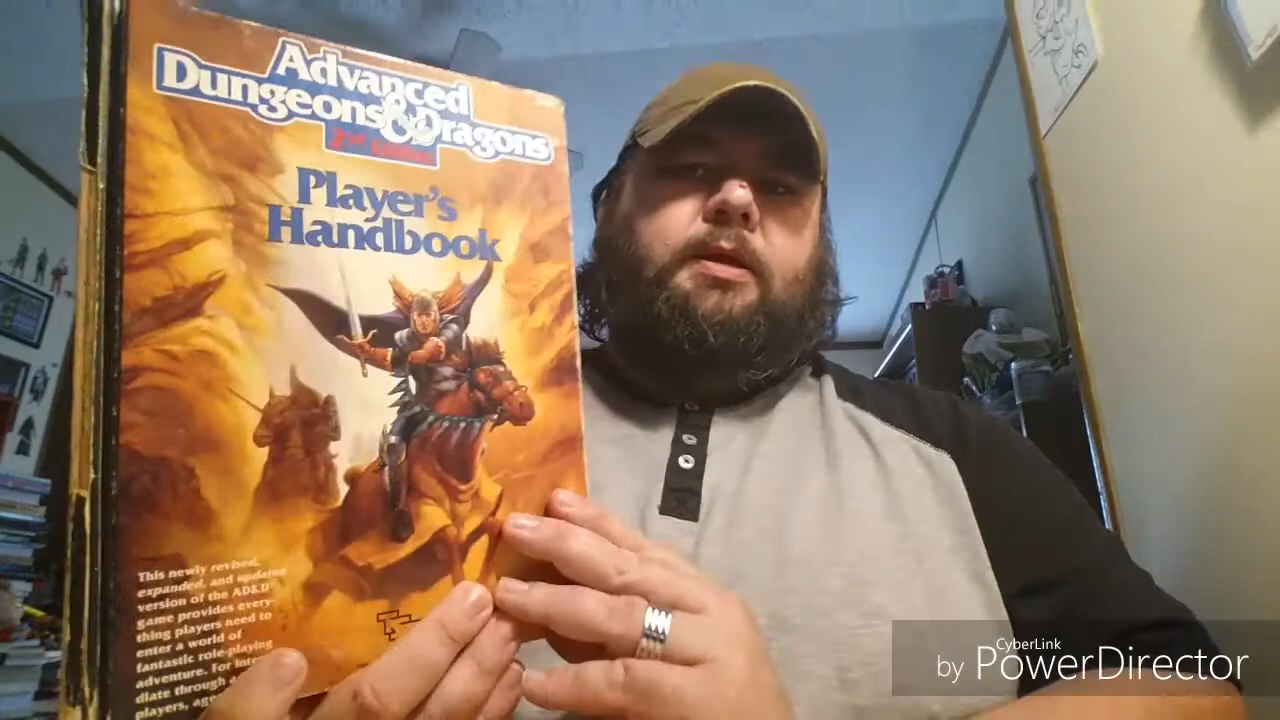 Advanced
Dungeons & Dragons
2nd Edition
Player's
Handbook
This newly revised,
expanded, and updated
version of the AD&D
game provides every-
thing players need to
enter a world of
fantastic role-playing
adventure. For
diate through
players,
CyberLink
by PowerDirector